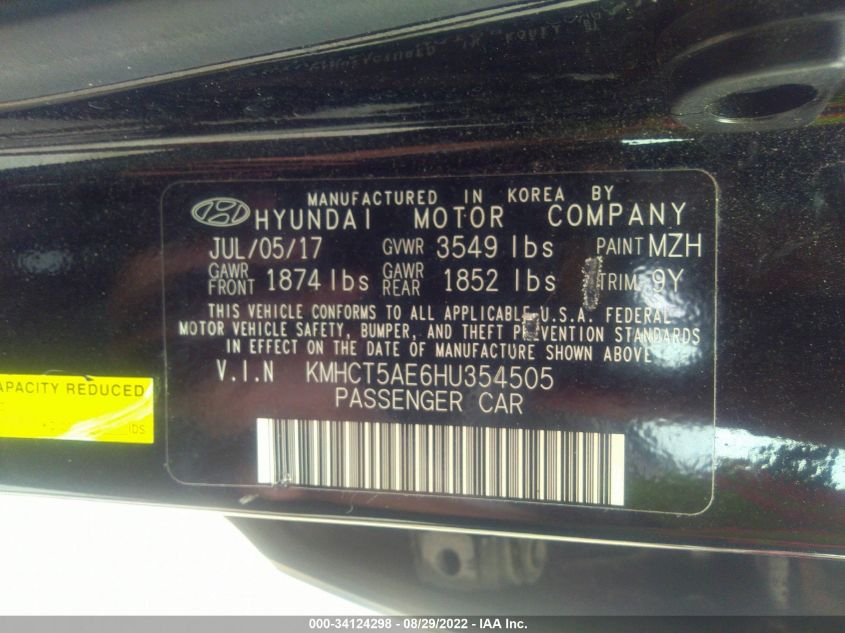 MANUFACTURED IN KOREA BY
HYUNDAI MOTOR COMPANY
JUL/05/17 GVWR 3549 lbs PAINT MZH
GAWR FRONT 1874 lbs GAWR REAR 1852 lbs TRIM 9Y
THIS VEHICLE CONFORMS TO ALL APPLICABLE U.S.A. FEDERAL
MOTOR VEHICLE SAFETY, BUMPER, AND THEFT PREVENTION STANDARDS
IN EFFECT ON THE DATE OF MANUFACTURE SHOWN ABOVE
V.I.N KMHCT5AE6HU354505
PASSENGER CAR
CAPACITY REDUCED
lbs
000-34124298 - 08/29/2022 - IAA Inc.